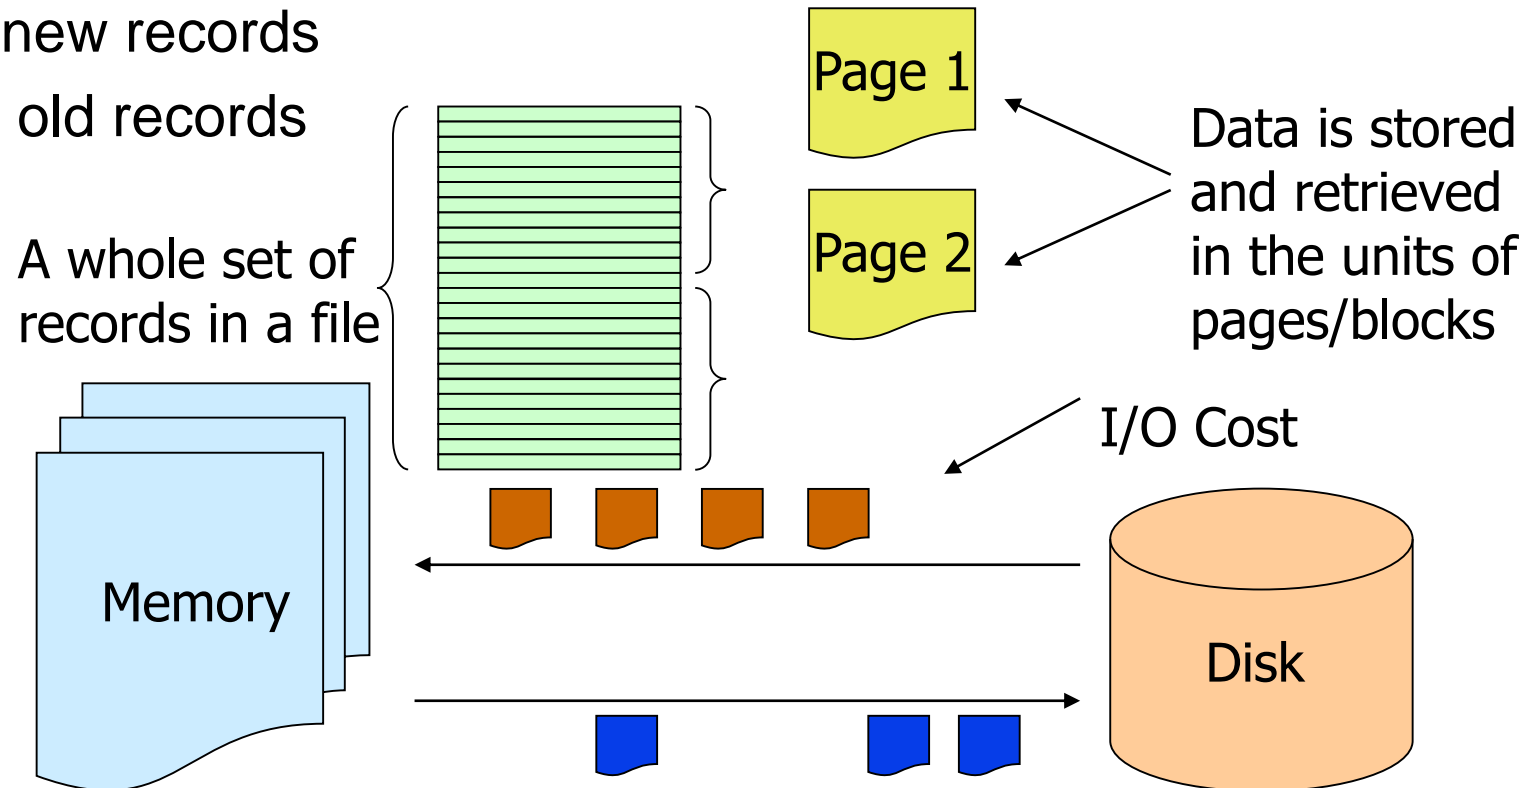 new records
old records
A whole set of
records in a file
Page 1
Page 2
Data is stored
and retrieved
in the units of
pages/blocks
I/O Cost
Memory
Disk